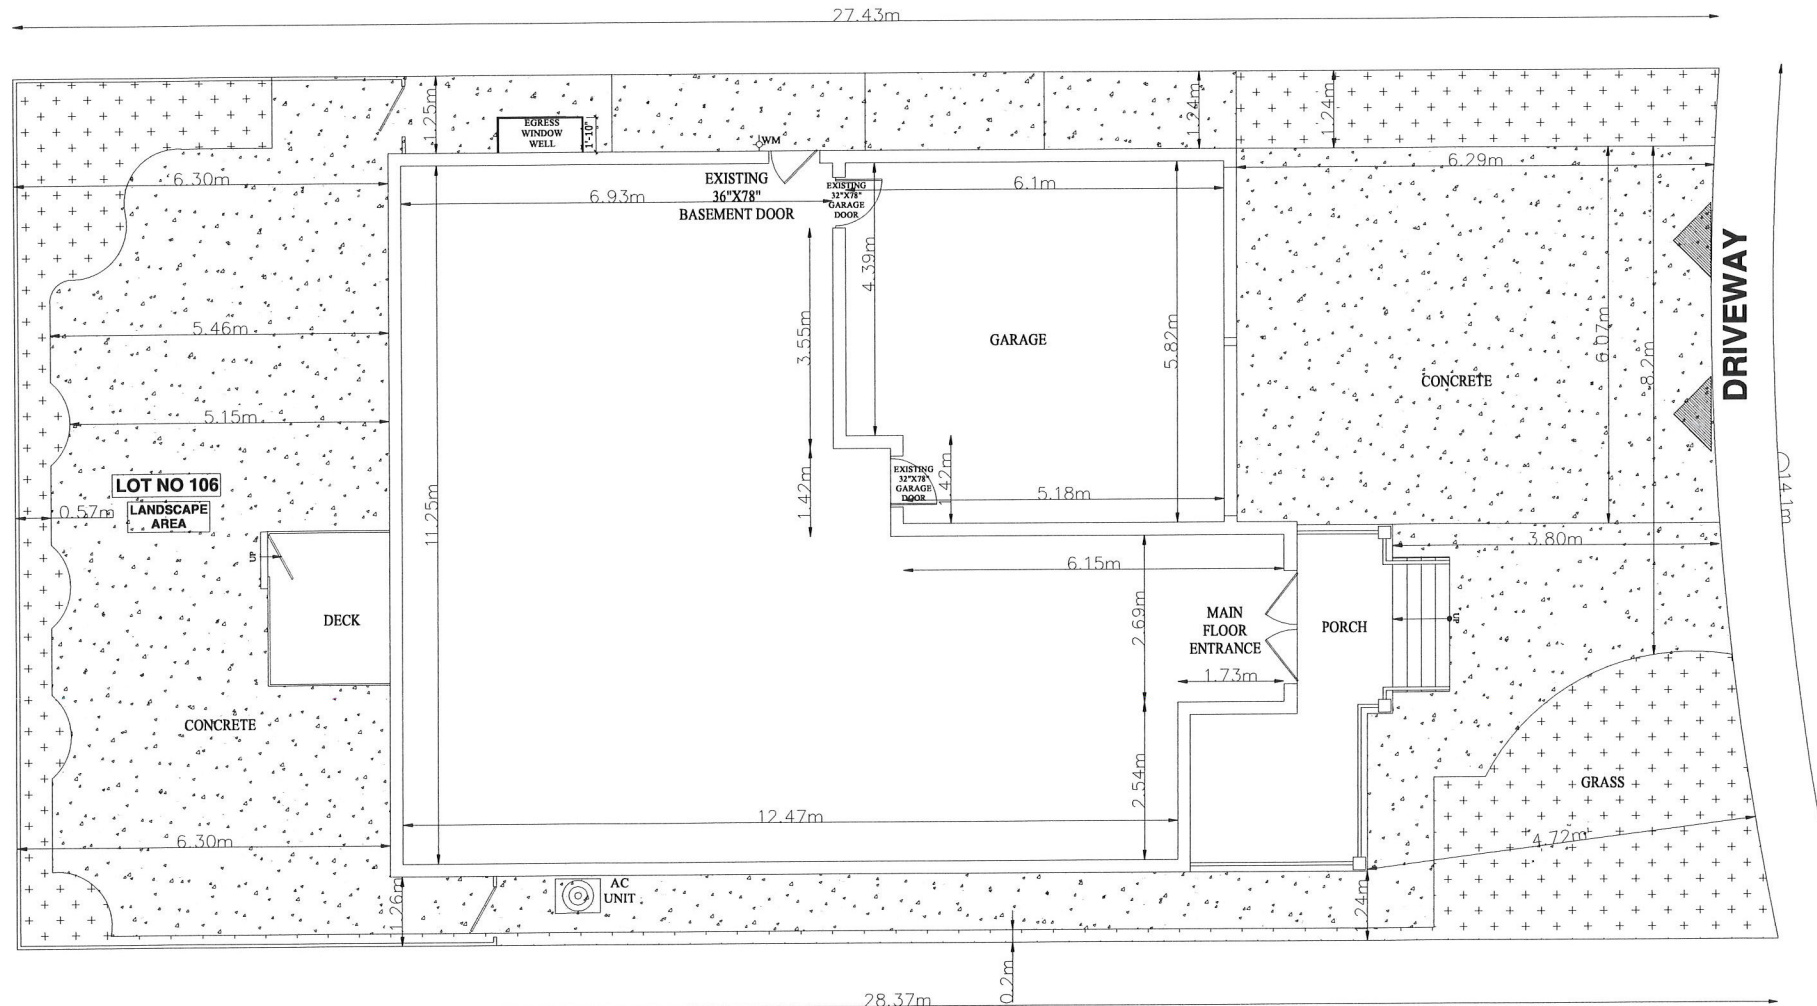 27.43m
1.25m
EGRESS
WINDOW
WELL
1'-10"
WM
1.24m
1.24m
6.30m
EXISTING
36"X78"
BASEMENT DOOR
6.93m
EXISTING
32"X78"
GARAGE
DOOR
6.1m
6.29m
4.39m
5.46m
3.55m
GARAGE
5.82m
6.07m
8.2m
DRIVEWAY
CONCRETE
5.15m
LOT NO 106
LANDSCAPE
AREA
0.57m
11.25m
1.42m
EXISTING
32"X78"
GARAGE
DOOR
1.42m
5.18m
14.1m
3.80m
UP
6.15m
DECK
2.69m
MAIN
FLOOR
ENTRANCE
PORCH
UP
1.73m
CONCRETE
2.54m
GRASS
12.47m
6.30m
4.72m
AC
UNIT
1.26m
1.24m
0.2m
28.37m